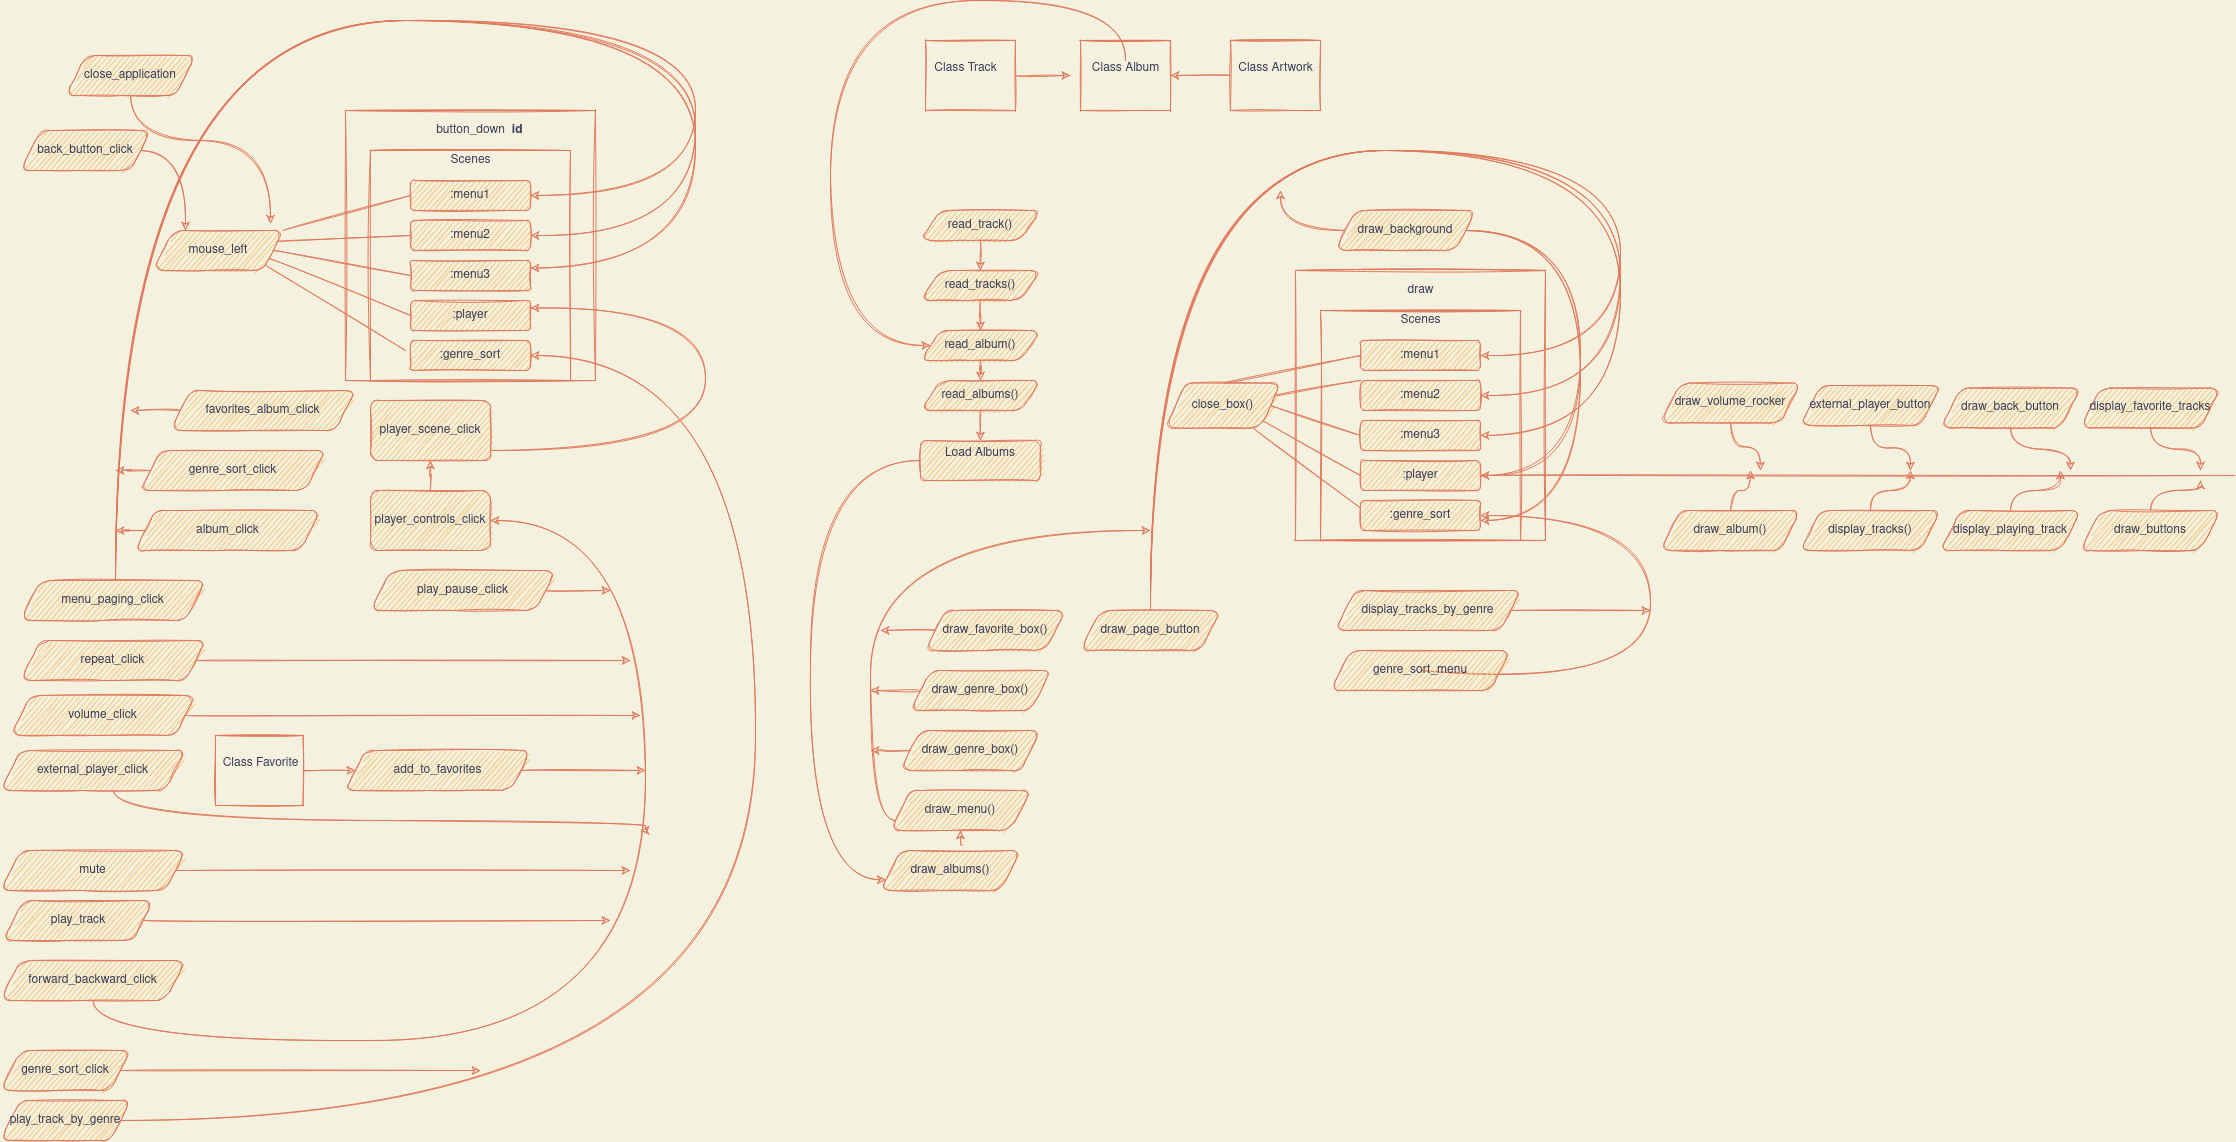 close_application
back_button_click
mouse_left
button_down id
Scenes
:menu1
:menu2
:menu3
:player
:genre_sort
favorites_album_click
genre_sort_click
album_click
menu_paging_click
player_scene_click
player_controls_click
play_pause_click
repeat_click
volume_click
external_player_click
Class Favorite
add_to_favorites
mute
play_track
forward_backward_click
genre_sort_click
play_track_by_genre
Class Track
Class Album
Class Artwork
read_track()
read_tracks()
read_album()
read_albums()
Load Albums
draw_favorite_box()
draw_genre_box()
draw_genre_box()
draw_menu()
draw_albums()
draw_page_button
draw_background
draw
Scenes
:menu1
:menu2
:menu3
:player
:genre_sort
close_box()
display_tracks_by_genre
genre_sort_menu
draw_volume_rocker
external_player_button
draw_back_button
display_favorite_tracks
draw_album()
display_tracks()
display_playing_track
draw_buttons